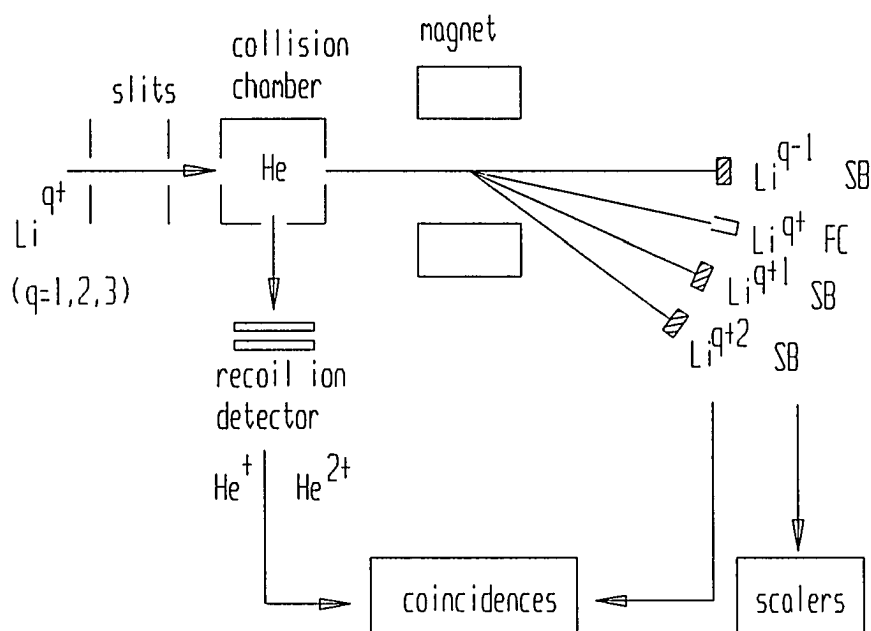 collision
chamber
magnet
slits
He
Li^q+
(q=1,2,3)
Li^q-1 SB
Li^q+ FC
Li^q+1 SB
Li^q+2 SB
recoil ion
detector
He^+ He^2+
coincidences
scalers